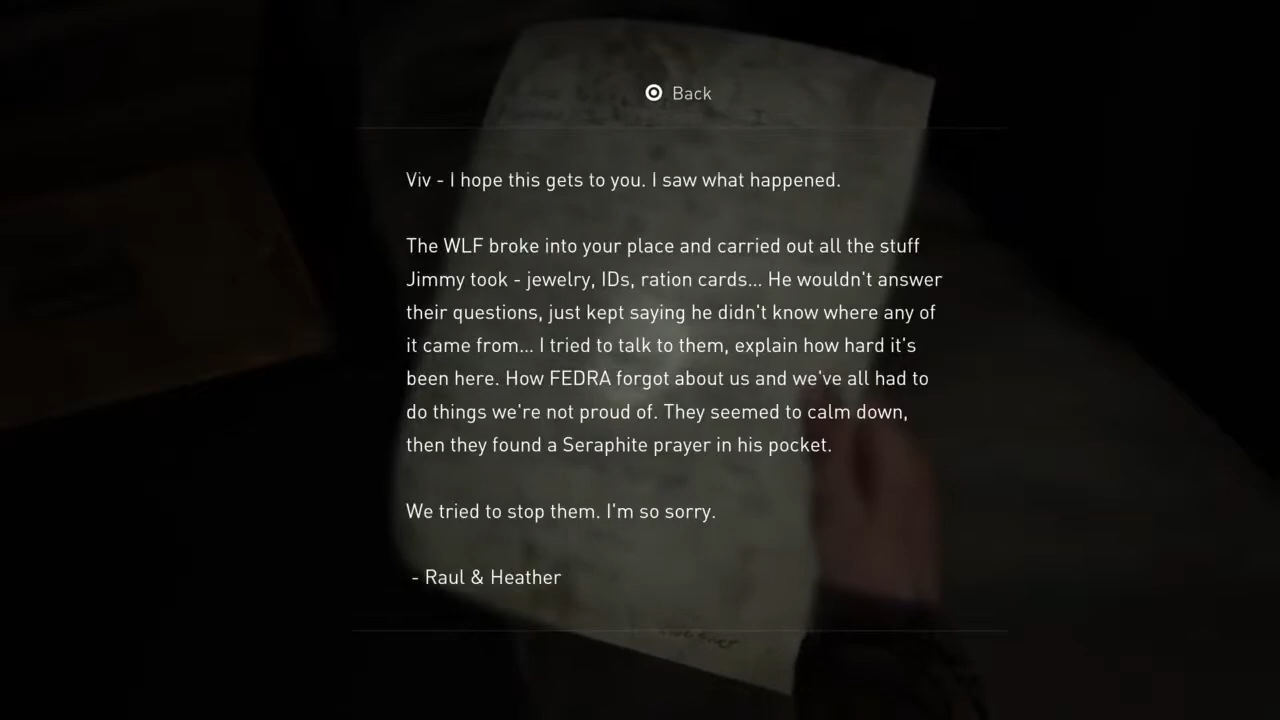 Back
Viv - I hope this gets to you. I saw what happened.
The WLF broke into your place and carried out all the stuff
Jimmy took - jewelry, IDs, ration cards... He wouldn't answer
their questions, just kept saying he didn't know where any of
it came from... I tried to talk to them, explain how hard it's
been here. How FEDRA forgot about us and we've all had to
do things we're not proud of. They seemed to calm down,
then they found a Seraphite prayer in his pocket.
We tried to stop them. I'm so sorry.
- Raul & Heather